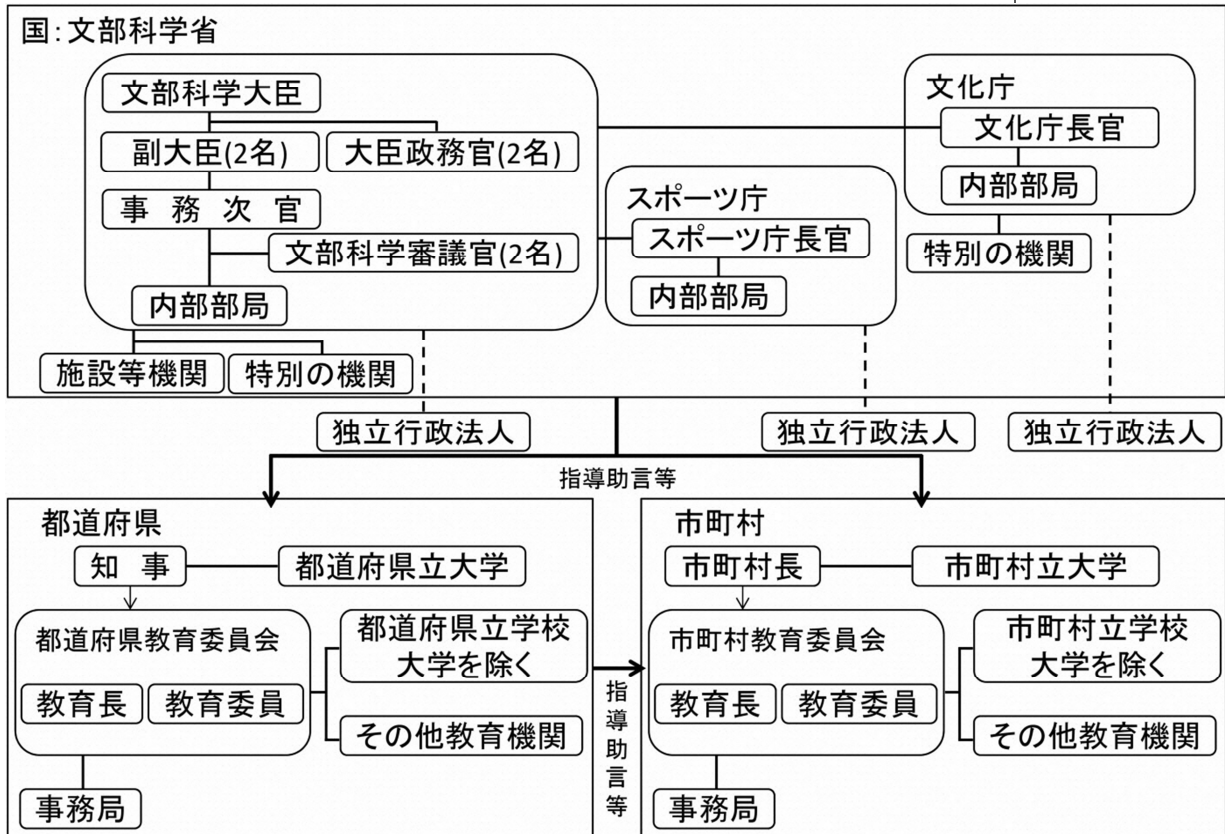 国:文部科学省
文部科学大臣
副大臣(2名)
大臣政務官(2名)
事務次官
文部科学審議官(2名)
内部部局
施設等機関
特別の機関
スポーツ庁
スポーツ庁長官
内部部局
文化庁
文化庁長官
内部部局
特別の機関
独立行政法人
独立行政法人
独立行政法人
指導助言等
都道府県
知事
都道府県立大学
都道府県教育委員会
教育長
教育委員
都道府県立学校
大学を除く
その他教育機関
事務局
指導助言等
市町村
市町村長
市町村立大学
市町村教育委員会
教育長
教育委員
市町村立学校
大学を除く
その他教育機関
事務局